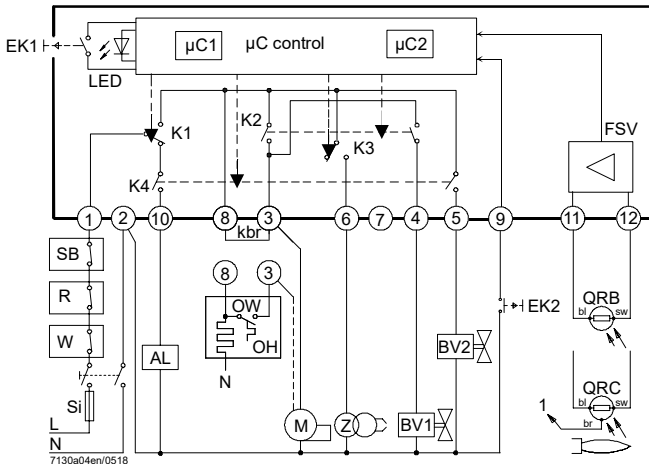 EK1
LED
µC1
µC control
µC2
K1
K2
K3
K4
FSV
1
2
10
8
3
6
7
4
5
9
11
12
kbr
SB
R
W
Si
L
N
AL
8
3
OW
OH
N
M
Z
BV1
BV2
EK2
QRB
bl
sw
QRC
bl
sw
br
1
7130a04en/0518